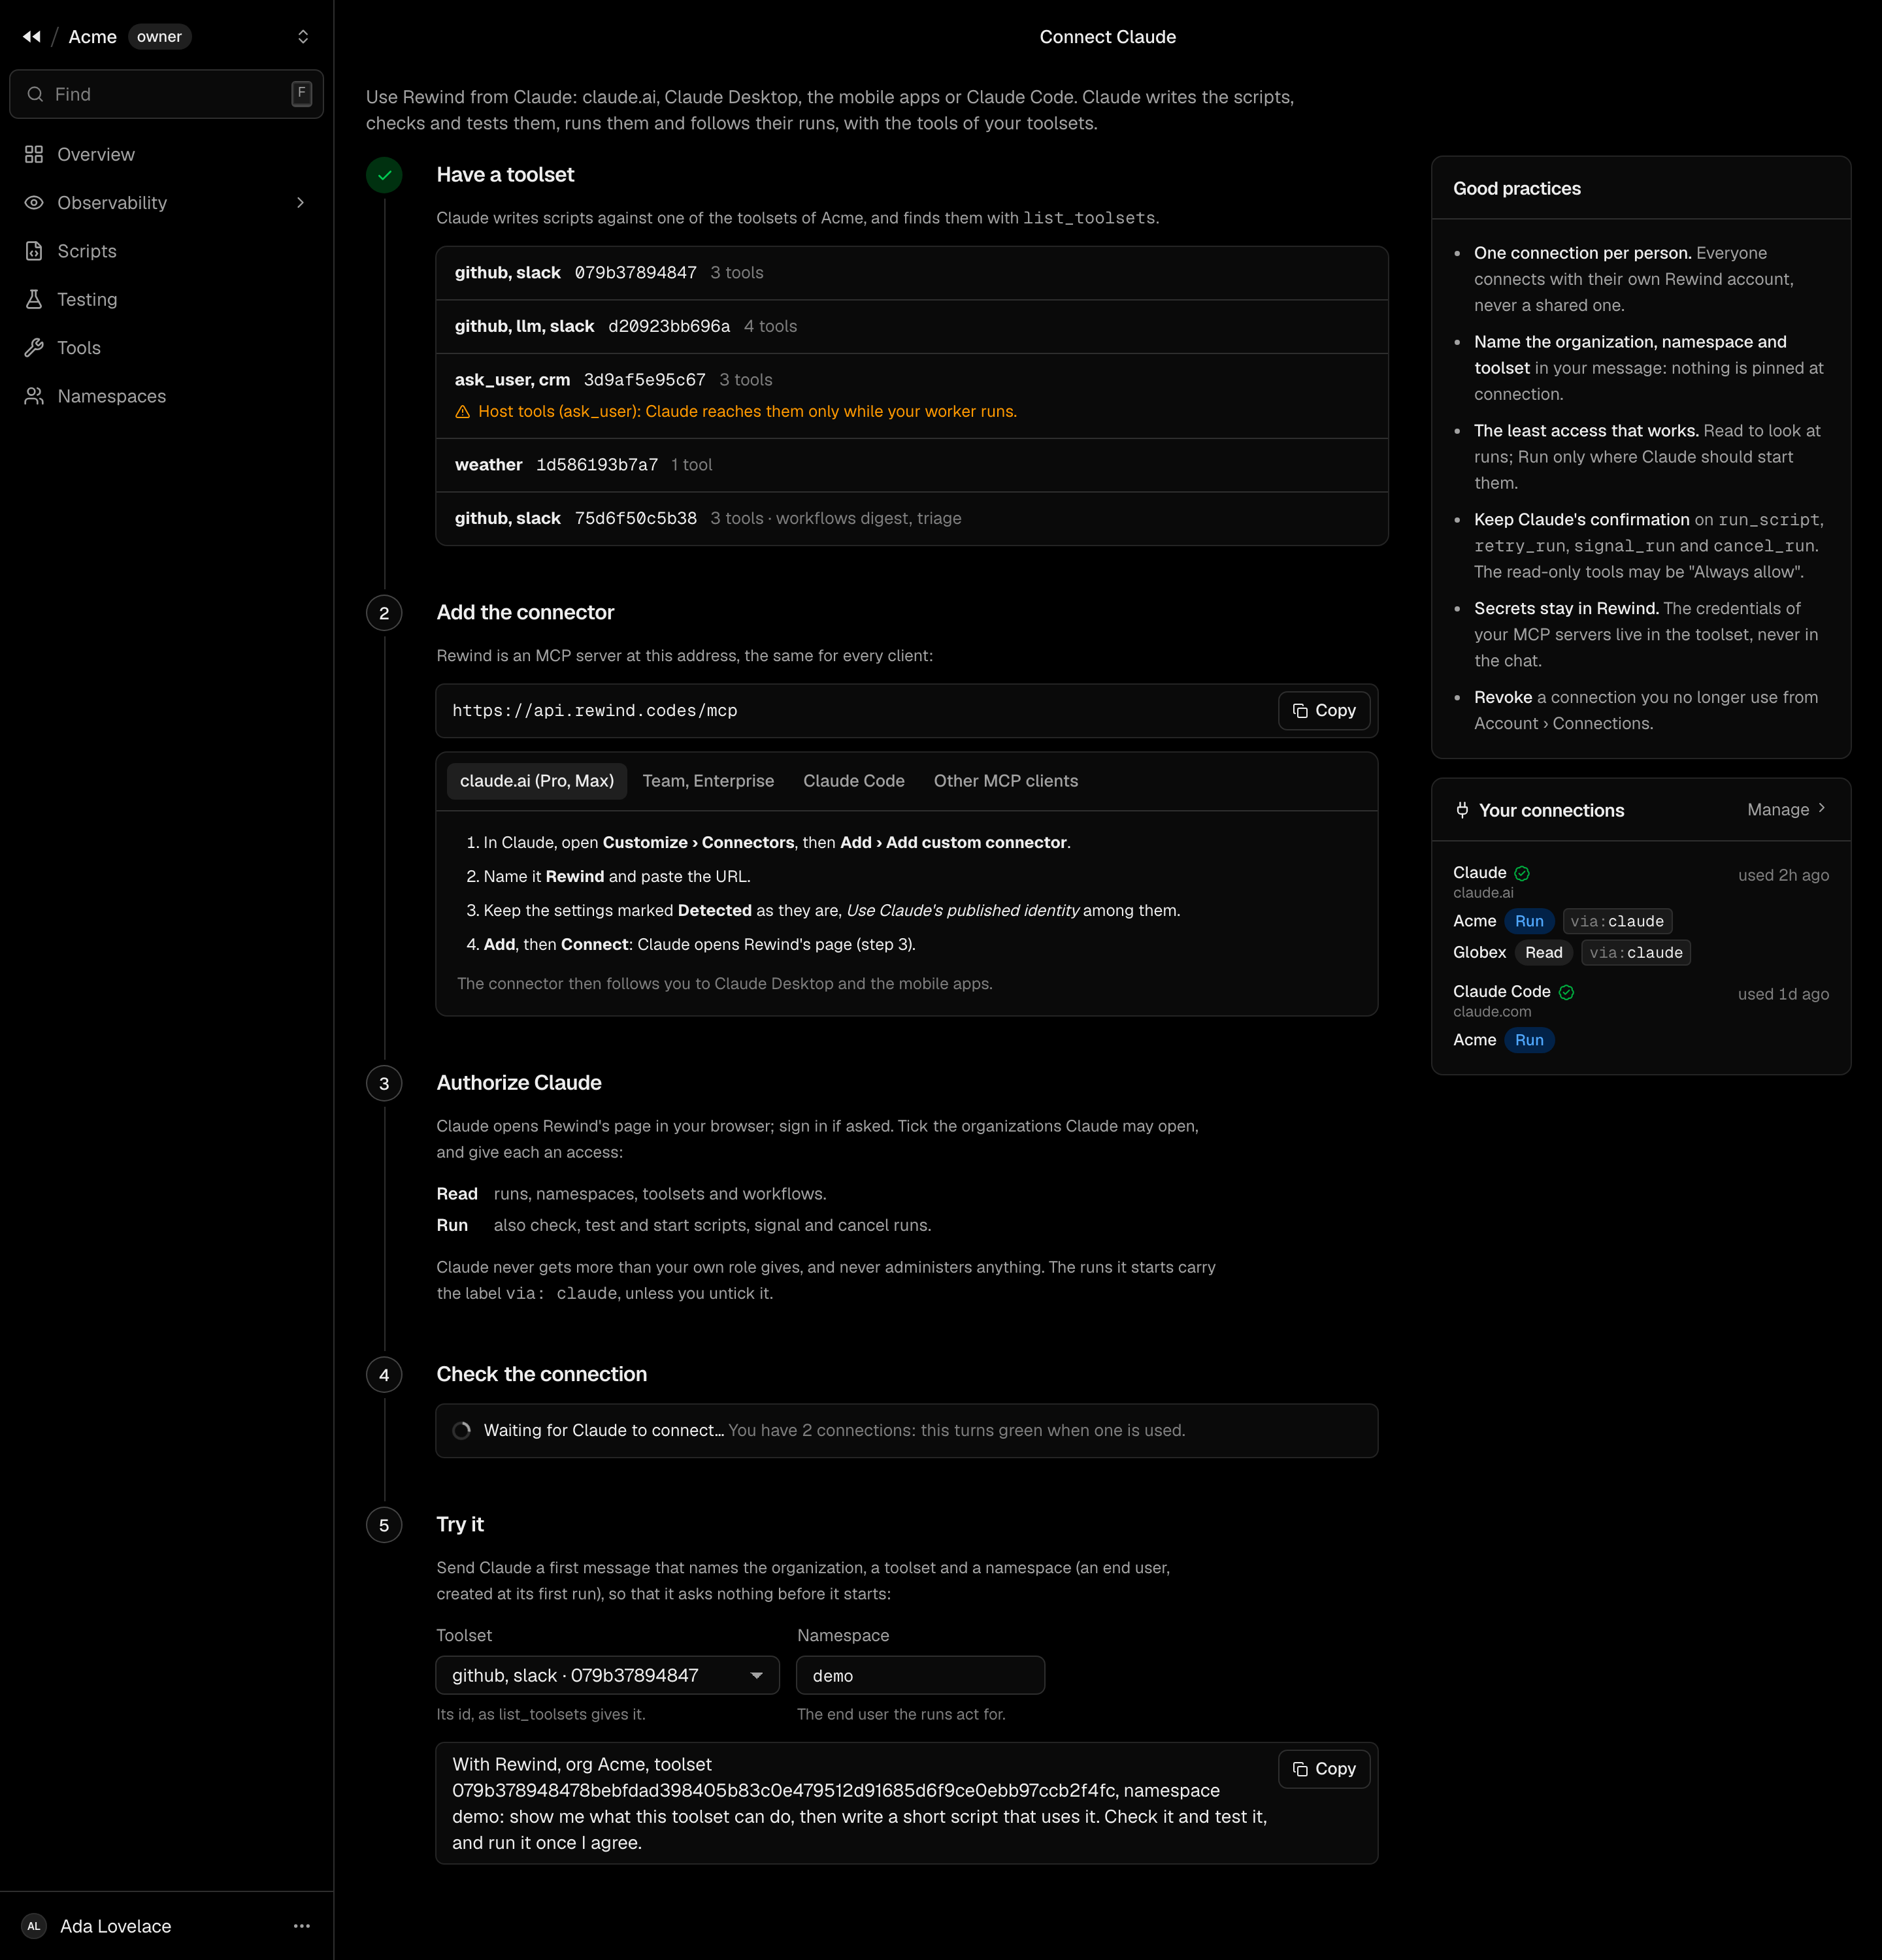 / Acme owner
Find F
Overview
Observability
Scripts
Testing
Tools
Namespaces
AL Ada Lovelace
Connect Claude
Use Rewind from Claude: claude.ai, Claude Desktop, the mobile apps or Claude Code. Claude writes the scripts,
checks and tests them, runs them and follows their runs, with the tools of your toolsets.
Have a toolset
Claude writes scripts against one of the toolsets of Acme, and finds them with list_toolsets.
github, slack 079b37894847 3 tools
github, llm, slack d20923bb696a 4 tools
ask_user, crm 3d9af5e95c67 3 tools
Host tools (ask_user): Claude reaches them only while your worker runs.
weather 1d586193b7a7 1 tool
github, slack 75d6f50c5b38 3 tools · workflows digest, triage
2 Add the connector
Rewind is an MCP server at this address, the same for every client:
https://api.rewind.codes/mcp Copy
claude.ai (Pro, Max) Team, Enterprise Claude Code Other MCP clients
1. In Claude, open Customize › Connectors, then Add › Add custom connector.
2. Name it Rewind and paste the URL.
3. Keep the settings marked Detected as they are, Use Claude's published identity among them.
4. Add, then Connect: Claude opens Rewind's page (step 3).
The connector then follows you to Claude Desktop and the mobile apps.
3 Authorize Claude
Claude opens Rewind's page in your browser; sign in if asked. Tick the organizations Claude may open,
and give each an access:
Read runs, namespaces, toolsets and workflows.
Run also check, test and start scripts, signal and cancel runs.
Claude never gets more than your own role gives, and never administers anything. The runs it starts carry
the label via: claude, unless you untick it.
4 Check the connection
Waiting for Claude to connect... You have 2 connections: this turns green when one is used.
5 Try it
Send Claude a first message that names the organization, a toolset and a namespace (an end user,
created at its first run), so that it asks nothing before it starts:
Toolset Namespace
github, slack · 079b37894847 demo
Its id, as list_toolsets gives it. The end user the runs act for.
With Rewind, org Acme, toolset Copy
079b378948478bebfdad398405b83c0e479512d91685d6f9ce0ebb97ccb2f4fc, namespace
demo: show me what this toolset can do, then write a short script that uses it. Check it and test it,
and run it once I agree.
Good practices
• One connection per person. Everyone
connects with their own Rewind account,
never a shared one.
• Name the organization, namespace and
toolset in your message: nothing is pinned at
connection.
• The least access that works. Read to look at
runs; Run only where Claude should start
them.
• Keep Claude's confirmation on run_script,
retry_run, signal_run and cancel_run.
The read-only tools may be "Always allow".
• Secrets stay in Rewind. The credentials of
your MCP servers live in the toolset, never in
the chat.
• Revoke a connection you no longer use from
Account › Connections.
Your connections Manage
Claude used 2h ago
claude.ai
Acme Run via:claude
Globex Read via:claude
Claude Code used 1d ago
claude.com
Acme Run